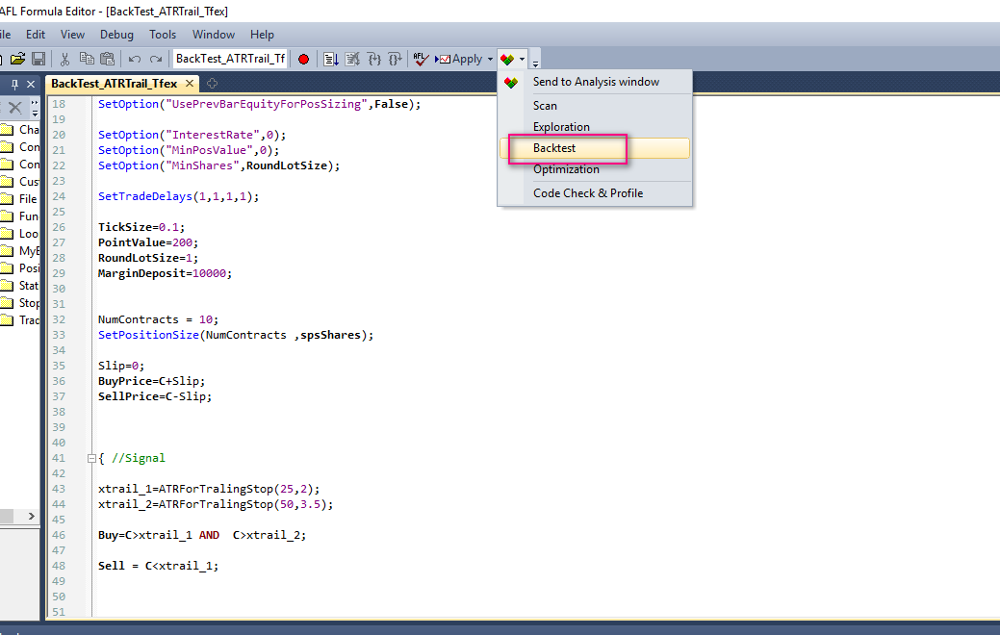 AFL Formula Editor - [BackTest_ATRTrail_Tfex]
ile Edit View Debug Tools Window Help
BackTest_ATRTrail_Tf Apply
BackTest_ATRTrail_Tfex
Send to Analysis window
Scan
Exploration
Backtest
Optimization
Code Check & Profile
Cha
Con
Con
Cus
File
Fun
Loo
MyE
Posi
Stat
Stop
Trac
18 SetOption("UsePrevBarEquityForPosSizing",False);
19
20 SetOption("InterestRate",0);
21 SetOption("MinPosValue",0);
22 SetOption("MinShares",RoundLotSize);
23
24 SetTradeDelays(1,1,1,1);
25
26 TickSize=0.1;
27 PointValue=200;
28 RoundLotSize=1;
29 MarginDeposit=10000;
30
31
32 NumContracts = 10;
33 SetPositionSize(NumContracts ,spsShares);
34
35 Slip=0;
36 BuyPrice=C+Slip;
37 SellPrice=C-Slip;
38
39
40
41 { //Signal
42
43 xtrail_1=ATRForTralingStop(25,2);
44 xtrail_2=ATRForTralingStop(50,3.5);
45
46 Buy=C>xtrail_1 AND  C>xtrail_2;
47
48 Sell = C<xtrail_1;
49
50
51